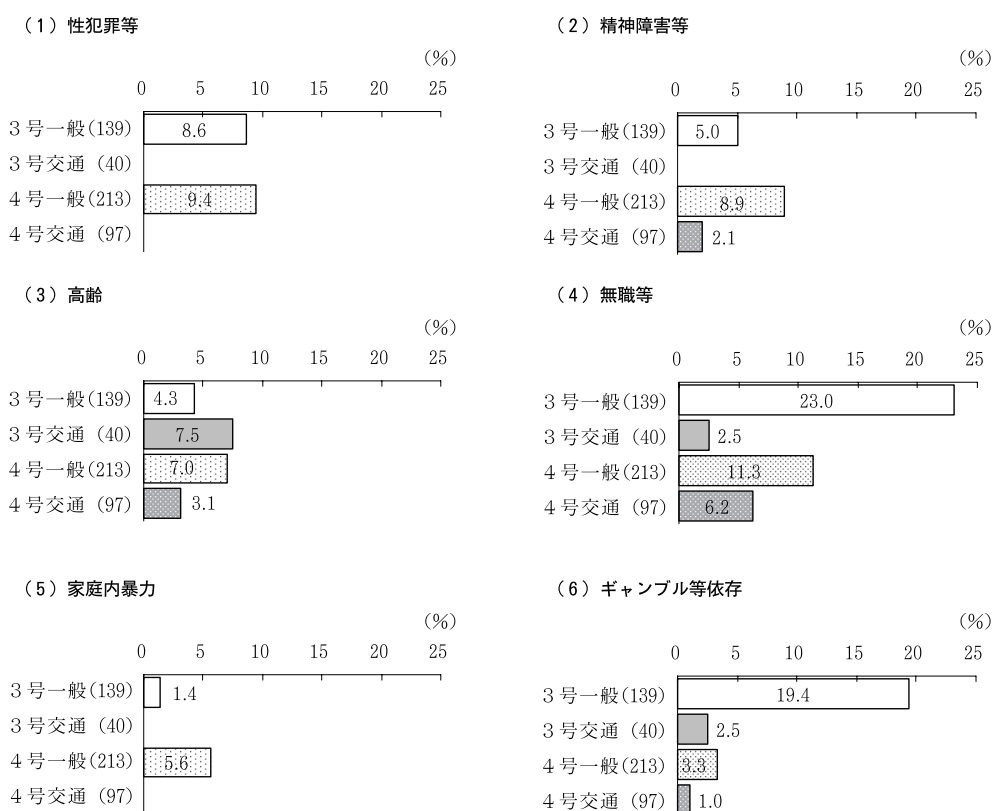 （1）性犯罪等
(%)
0 5 10 15 20 25
3号一般(139) 8.6
3号交通 (40)
4号一般(213) 9.4
4号交通 (97)
（2）精神障害等
(%)
0 5 10 15 20 25
3号一般(139) 5.0
3号交通 (40)
4号一般(213) 8.9
4号交通 (97) 2.1
（3）高齢
(%)
0 5 10 15 20 25
3号一般(139) 4.3
3号交通 (40) 7.5
4号一般(213) 7.0
4号交通 (97) 3.1
（4）無職等
(%)
0 5 10 15 20 25
3号一般(139) 23.0
3号交通 (40) 2.5
4号一般(213) 11.3
4号交通 (97) 6.2
（5）家庭内暴力
(%)
0 5 10 15 20 25
3号一般(139) 1.4
3号交通 (40)
4号一般(213) 5.6
4号交通 (97)
（6）ギャンブル等依存
(%)
0 5 10 15 20 25
3号一般(139) 19.4
3号交通 (40) 2.5
4号一般(213) 3.3
4号交通 (97) 1.0